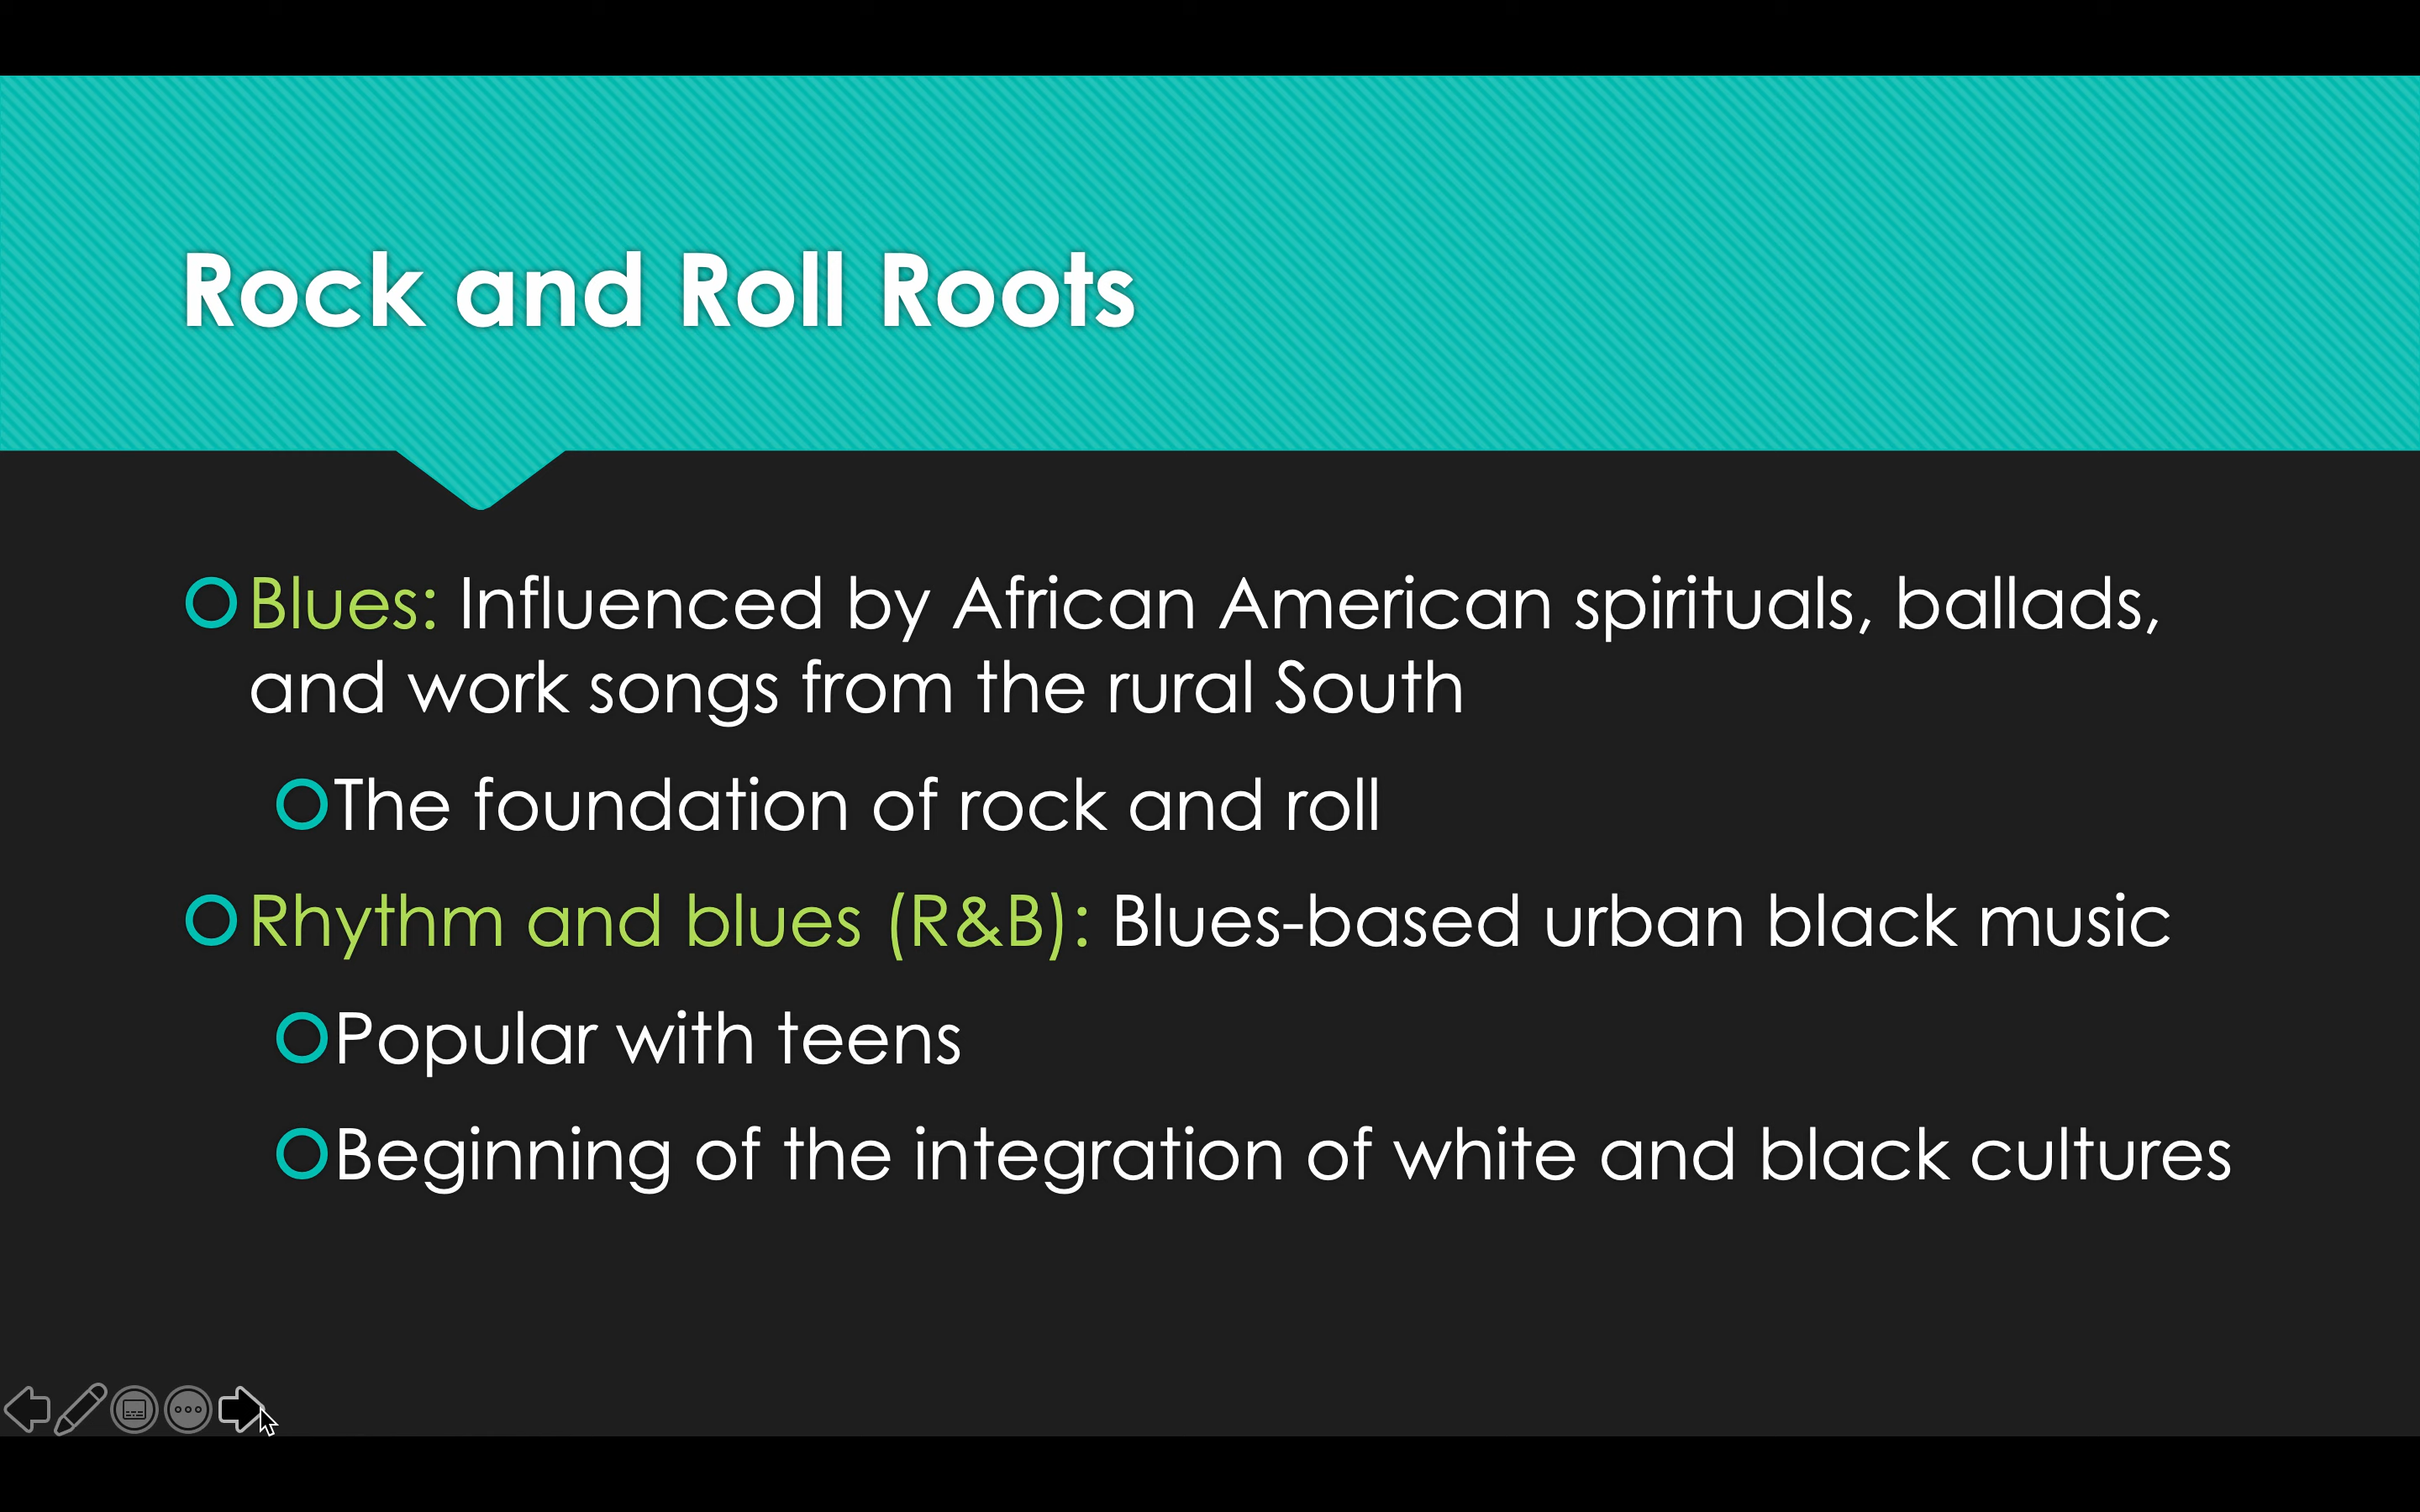 Rock and Roll Roots
Blues: Influenced by African American spirituals, ballads,
and work songs from the rural South
The foundation of rock and roll
Rhythm and blues (R&B): Blues-based urban black music
Popular with teens
Beginning of the integration of white and black cultures